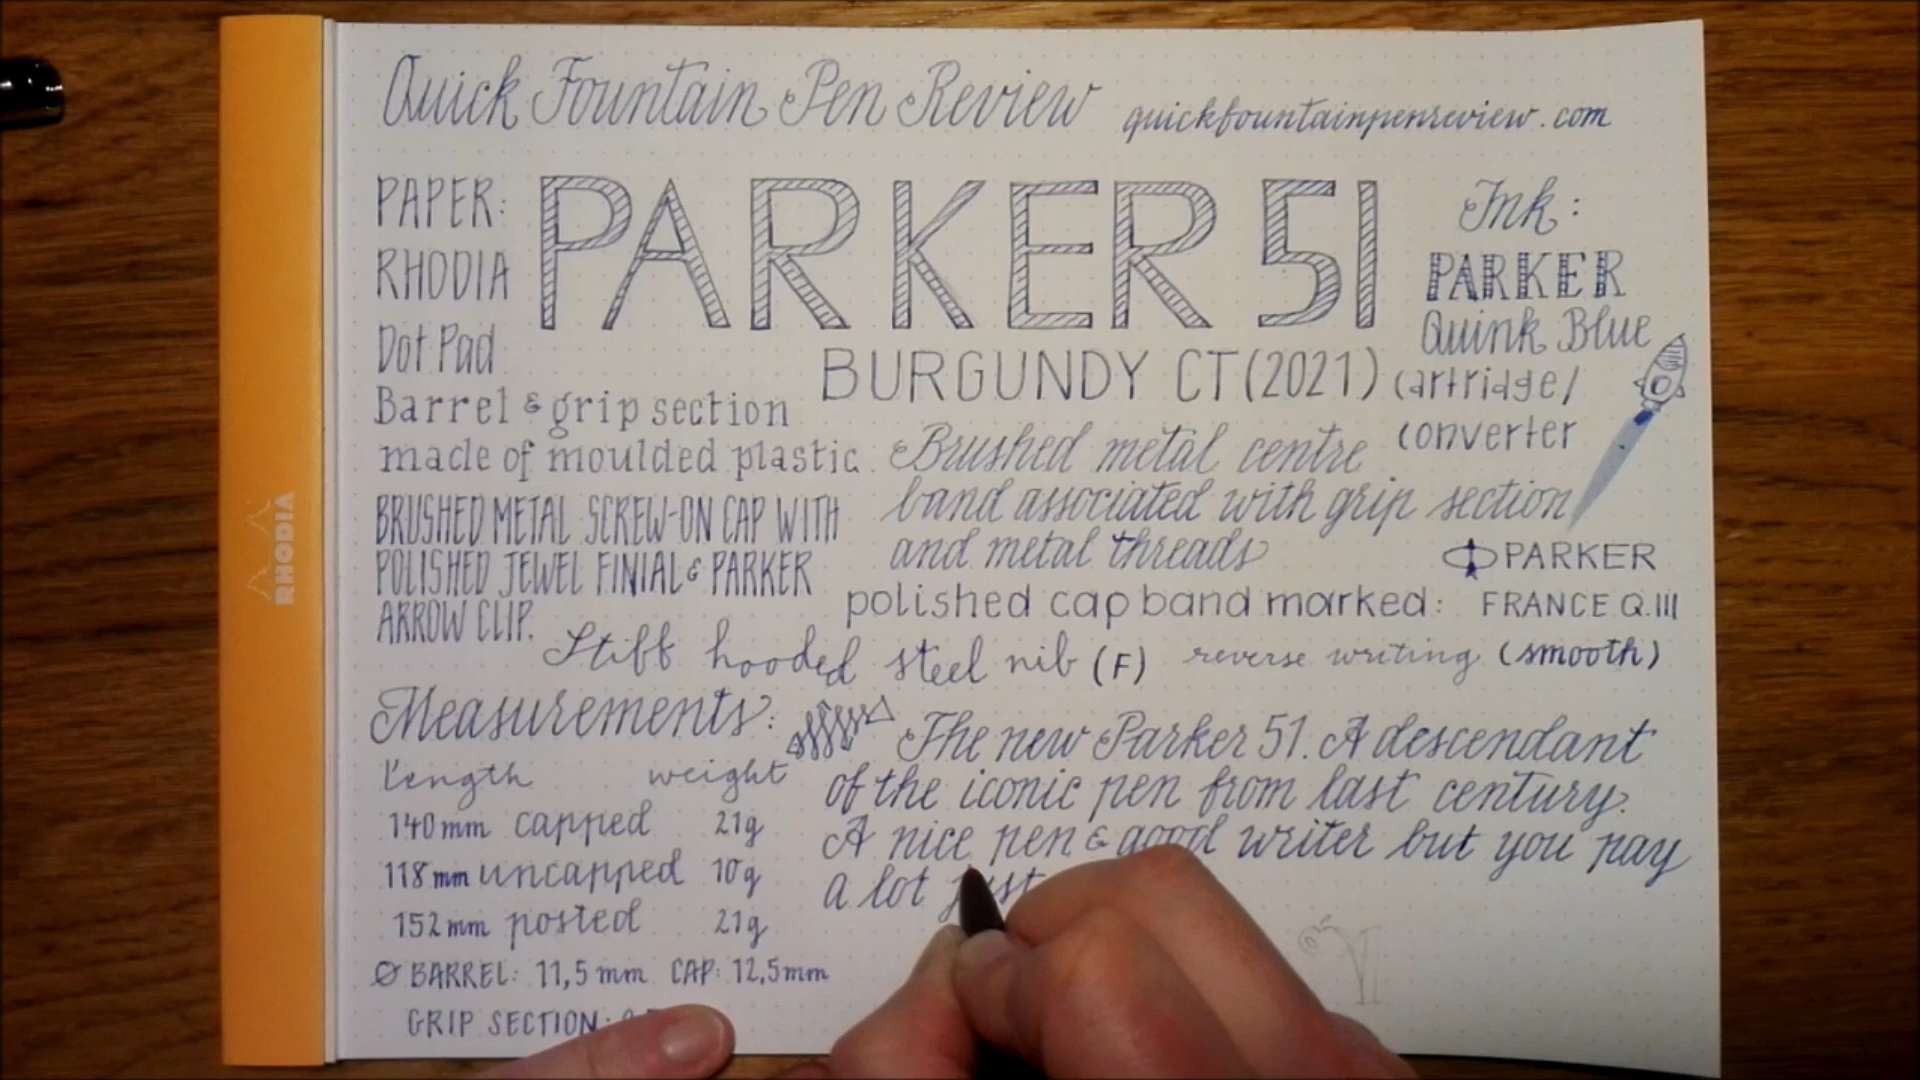 Quick Fountain Pen Review
quickfountainpenreview.com
PAPER:
RHODIA
Dot Pad
PARKER 51
BURGUNDY CT (2021)
Ink:
PARKER
Quink Blue
cartridge/
converter
Barrel & grip section
made of moulded plastic
BRUSHED METAL SCREW-ON CAP WITH
POLISHED JEWEL FINIAL & PARKER
ARROW CLIP.
Brushed metal centre
band associated with grip section
and metal threads
polished cap band marked:
PARKER
FRANCE Q.III
Stiff hooded steel nib (F) reverse writing (smooth)
Measurements:
Length weight
140mm capped 21g
118mm uncapped 10g
152mm posted 21g
Ø BARREL: 11,5mm CAP: 12,5mm
GRIP SECTION:
The new Parker 51. A descendant
of the iconic pen from last century.
A nice pen & good writer but you pay
a lot just
RHODIA